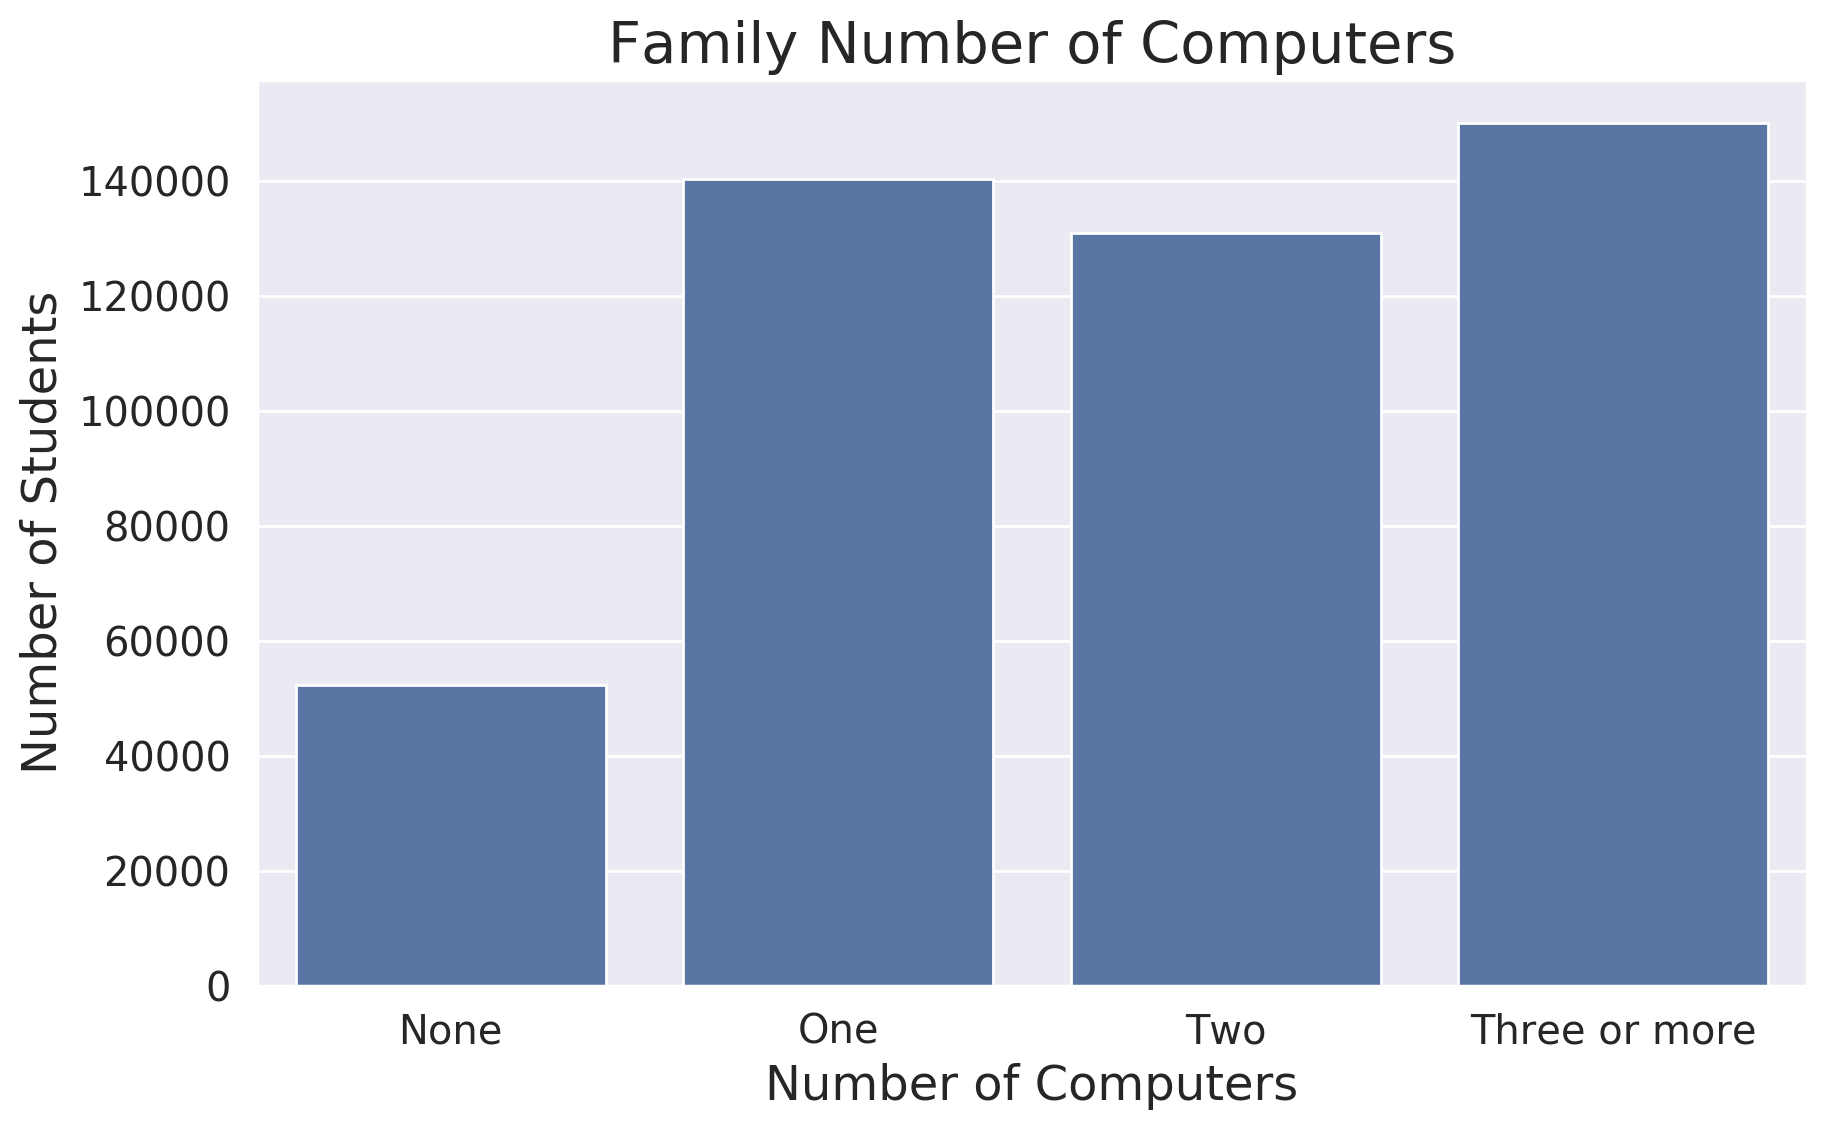 Family Number of Computers
Number of Students
140000
120000
100000
80000
60000
40000
20000
0
None One Two Three or more
Number of Computers